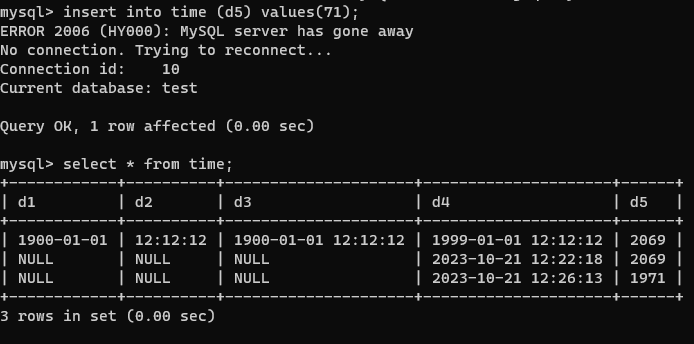 mysql> insert into time (d5) values(71);
ERROR 2006 (HY000): MySQL server has gone away
No connection. Trying to reconnect...
Connection id:    10
Current database: test

Query OK, 1 row affected (0.00 sec)

mysql> select * from time;
+------------+----------+---------------------+---------------------+------+
| d1         | d2       | d3                  | d4                  | d5   |
+------------+----------+---------------------+---------------------+------+
| 1900-01-01 | 12:12:12 | 1900-01-01 12:12:12 | 1999-01-01 12:12:12 | 2069 |
| NULL       | NULL     | NULL                | 2023-10-21 12:22:18 | 2069 |
| NULL       | NULL     | NULL                | 2023-10-21 12:26:13 | 1971 |
+------------+----------+---------------------+---------------------+------+
3 rows in set (0.00 sec)